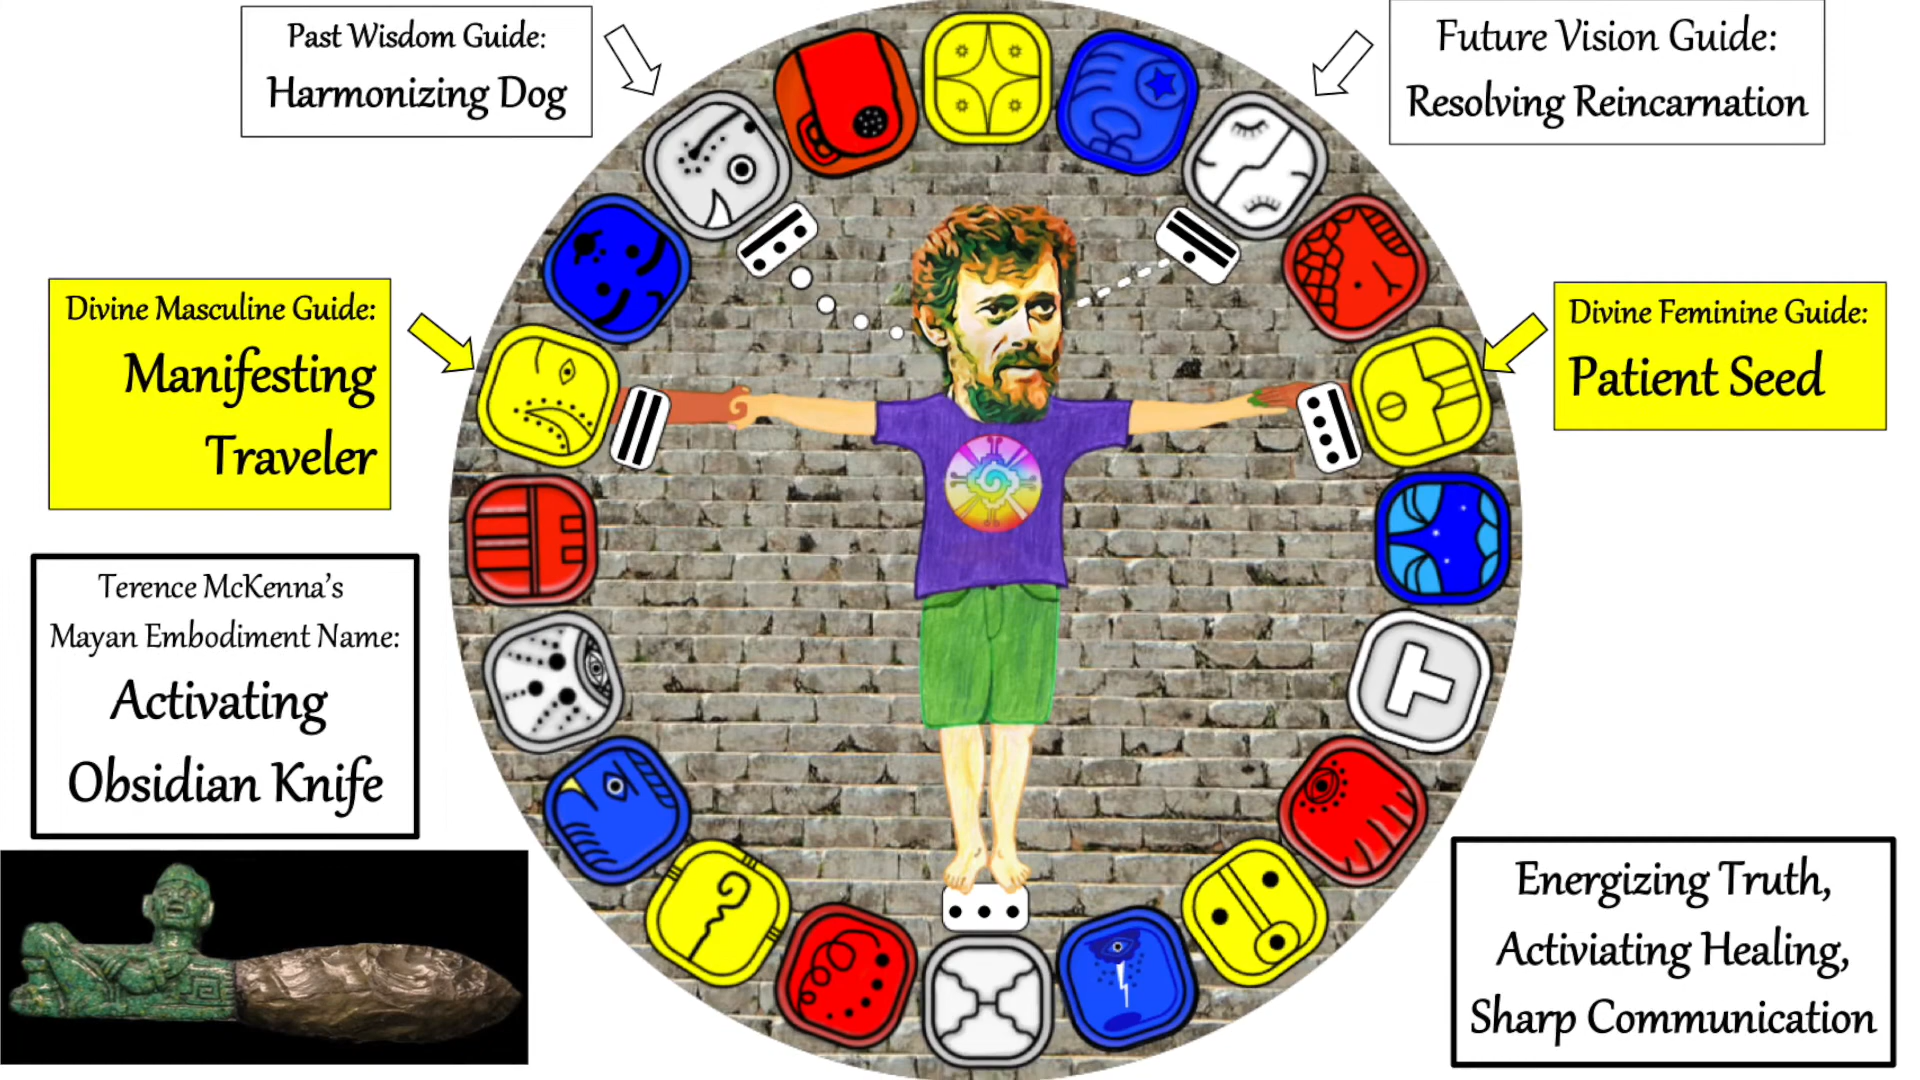 Past Wisdom Guide:
Harmonizing Dog
Future Vision Guide:
Resolving Reincarnation
Divine Masculine Guide:
Manifesting
Traveler
Divine Feminine Guide:
Patient Seed
Terence McKenna's
Mayan Embodiment Name:
Activating
Obsidian Knife
Energizing Truth,
Activiating Healing,
Sharp Communication